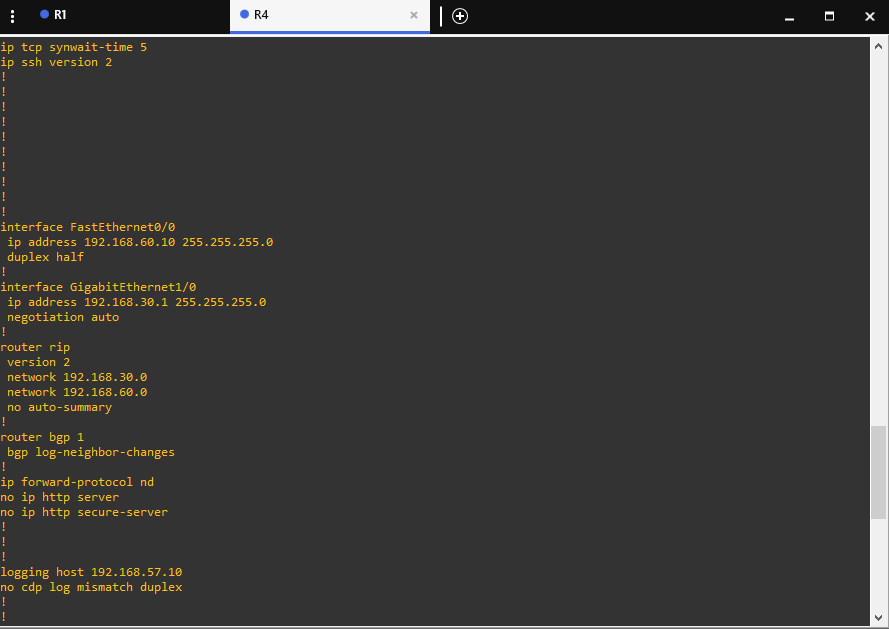 R1
R4
ip tcp synwait-time 5
ip ssh version 2
!
!
!
!
!
!
!
!
!
!
interface FastEthernet0/0
 ip address 192.168.60.10 255.255.255.0
 duplex half
!
interface GigabitEthernet1/0
 ip address 192.168.30.1 255.255.255.0
 negotiation auto
!
router rip
 version 2
 network 192.168.30.0
 network 192.168.60.0
 no auto-summary
!
router bgp 1
 bgp log-neighbor-changes
!
ip forward-protocol nd
no ip http server
no ip http secure-server
!
!
!
logging host 192.168.57.10
no cdp log mismatch duplex
!
!